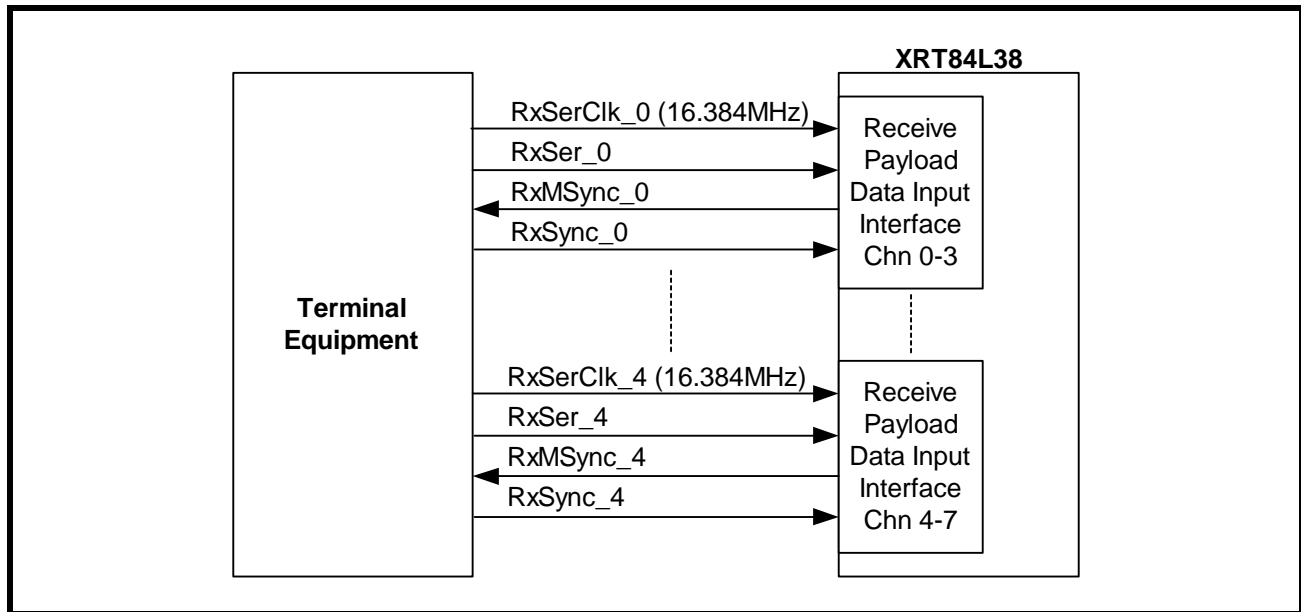 XRT84L38
RxSerClk_0 (16.384MHz)
RxSer_0
RxMSync_0
RxSync_0
Receive
Payload
Data Input
Interface
Chn 0-3
Terminal
Equipment
RxSerClk_4 (16.384MHz)
RxSer_4
RxMSync_4
RxSync_4
Receive
Payload
Data Input
Interface
Chn 4-7